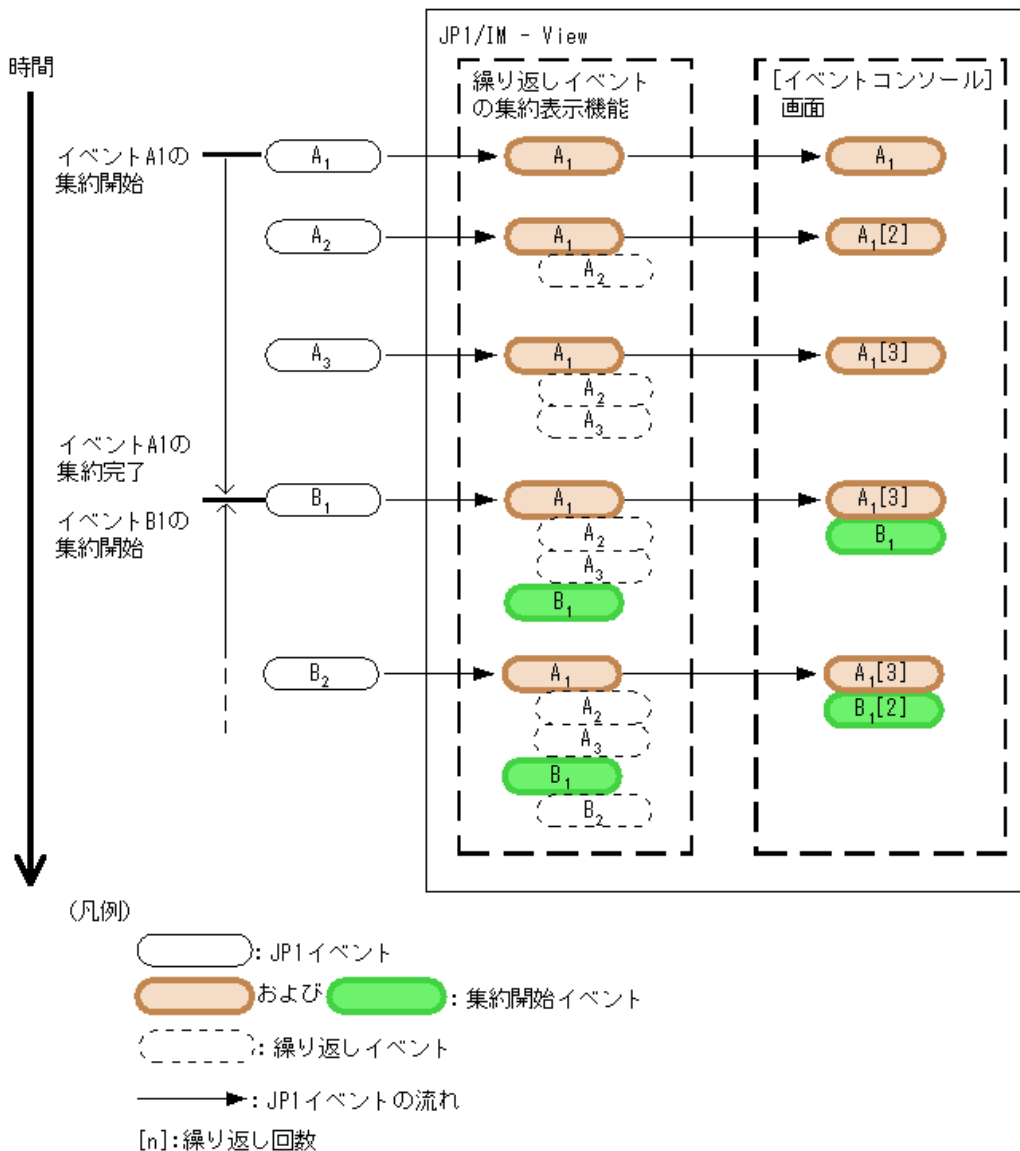 JP1/IM - View
時間
繰り返しイベント
の集約表示機能
[イベントコンソール]
画面
イベントA1の
集約開始
A₁
A₁
A₁
A₂
A₁
A₂
A₁[2]
A₃
A₁
A₂
A₃
A₁[3]
イベントA1の
集約完了
イベントB1の
集約開始
B₁
A₁
A₂
A₃
B₁
A₁[3]
B₁
B₂
A₁
A₂
A₃
B₁
B₂
A₁[3]
B₁[2]
(凡例)
: JP1イベント
および : 集約開始イベント
: 繰り返しイベント
: JP1イベントの流れ
[n]:繰り返し回数